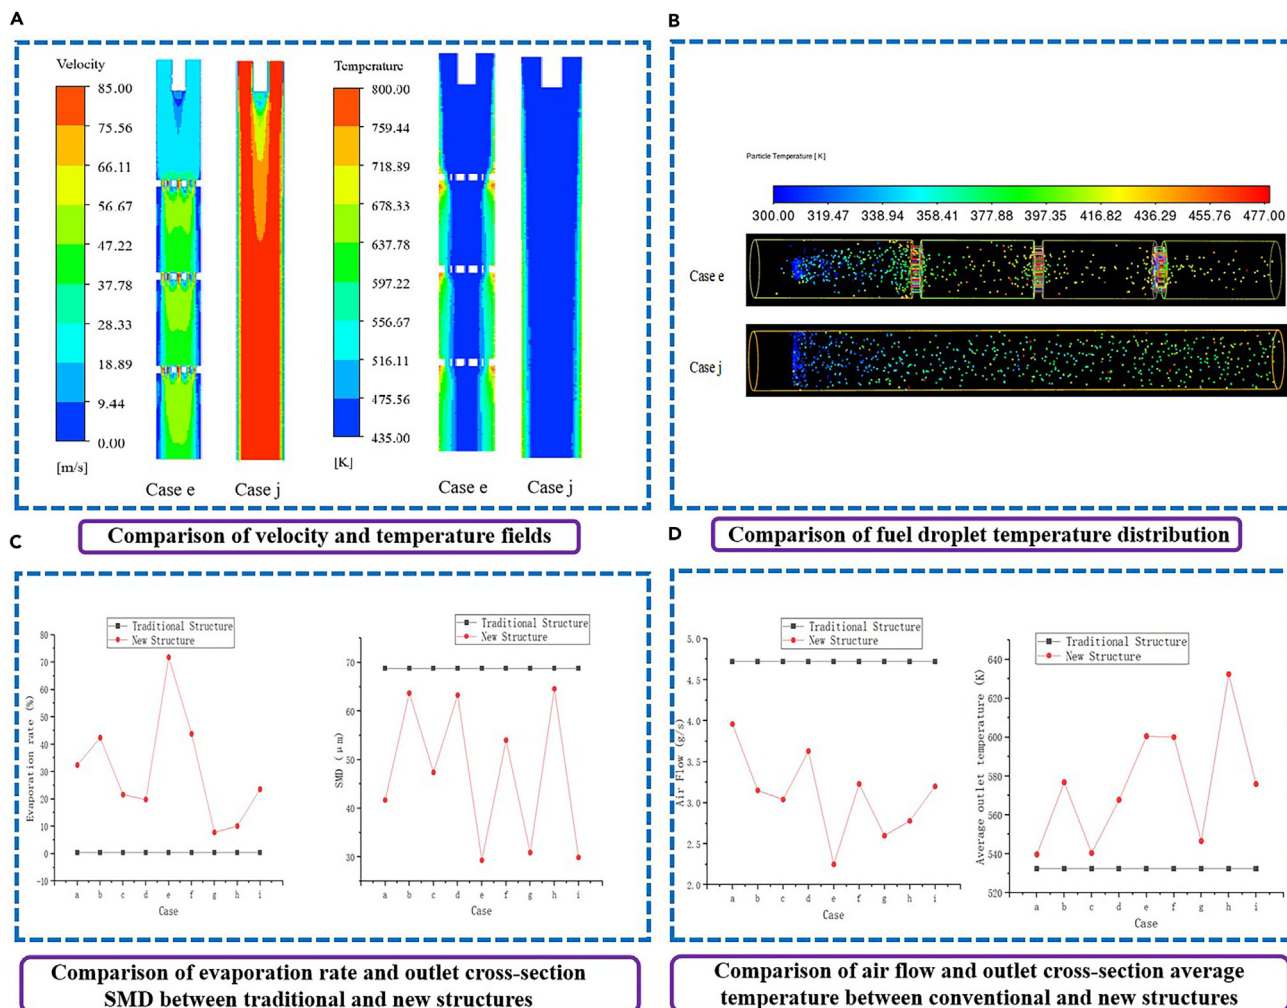 A
Velocity
85.00
75.56
66.11
56.67
47.22
37.78
28.33
18.89
9.44
0.00
[m/s]
Case e
Case j
Temperature
800.00
759.44
718.89
678.33
637.78
597.22
556.67
516.11
475.56
435.00
[K]
Case e
Case j
Comparison of velocity and temperature fields
B
Particle Temperature [ K]
300.00 319.47 338.94 358.41 377.88 397.35 416.82 436.29 455.76 477.00
Case e
Case j
Comparison of fuel droplet temperature distribution
C
Traditional Structure
New Structure
Evaporation rate (%)
80
70
60
50
40
30
20
10
0
-10
a b c d e f g h i
Case
Traditional Structure
New Structure
SMD (μm)
70
60
50
40
30
a b c d e f g h i
Case
Comparison of evaporation rate and outlet cross-section
SMD between traditional and new structures
D
Traditional Structure
New Structure
Air Flow (g/s)
5.0
4.5
4.0
3.5
3.0
2.5
2.0
a b c d e f g h i
Case
Traditional Structure
New Structure
Average outlet temperature (K)
640
620
600
580
560
540
520
a b c d e f g h i
Case
Comparison of air flow and outlet cross-section average
temperature between conventional and new structures